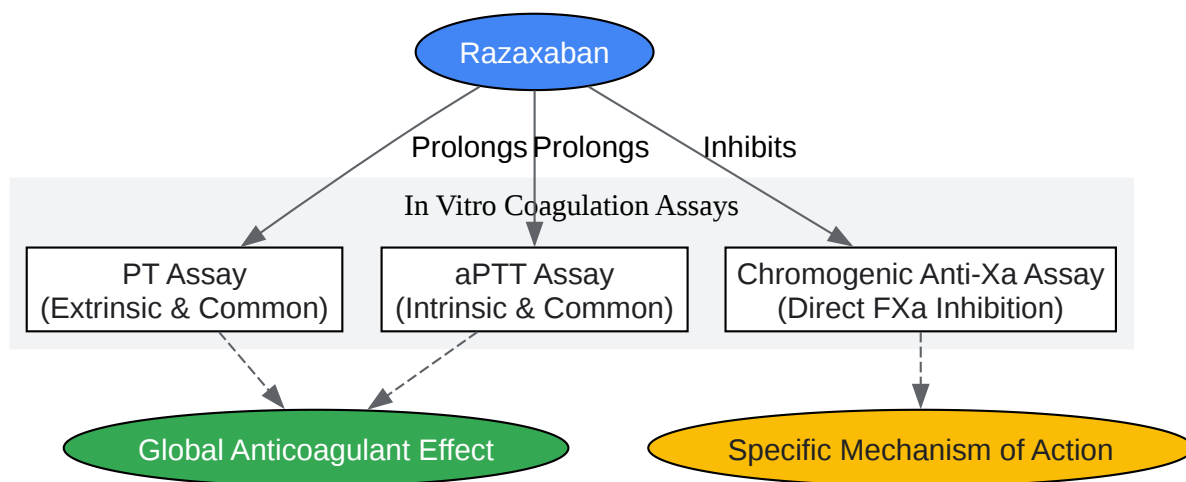 Razaxaban
Prolongs
Prolongs
Inhibits
In Vitro Coagulation Assays
PT Assay
(Extrinsic & Common)
aPTT Assay
(Intrinsic & Common)
Chromogenic Anti-Xa Assay
(Direct FXa Inhibition)
Global Anticoagulant Effect
Specific Mechanism of Action